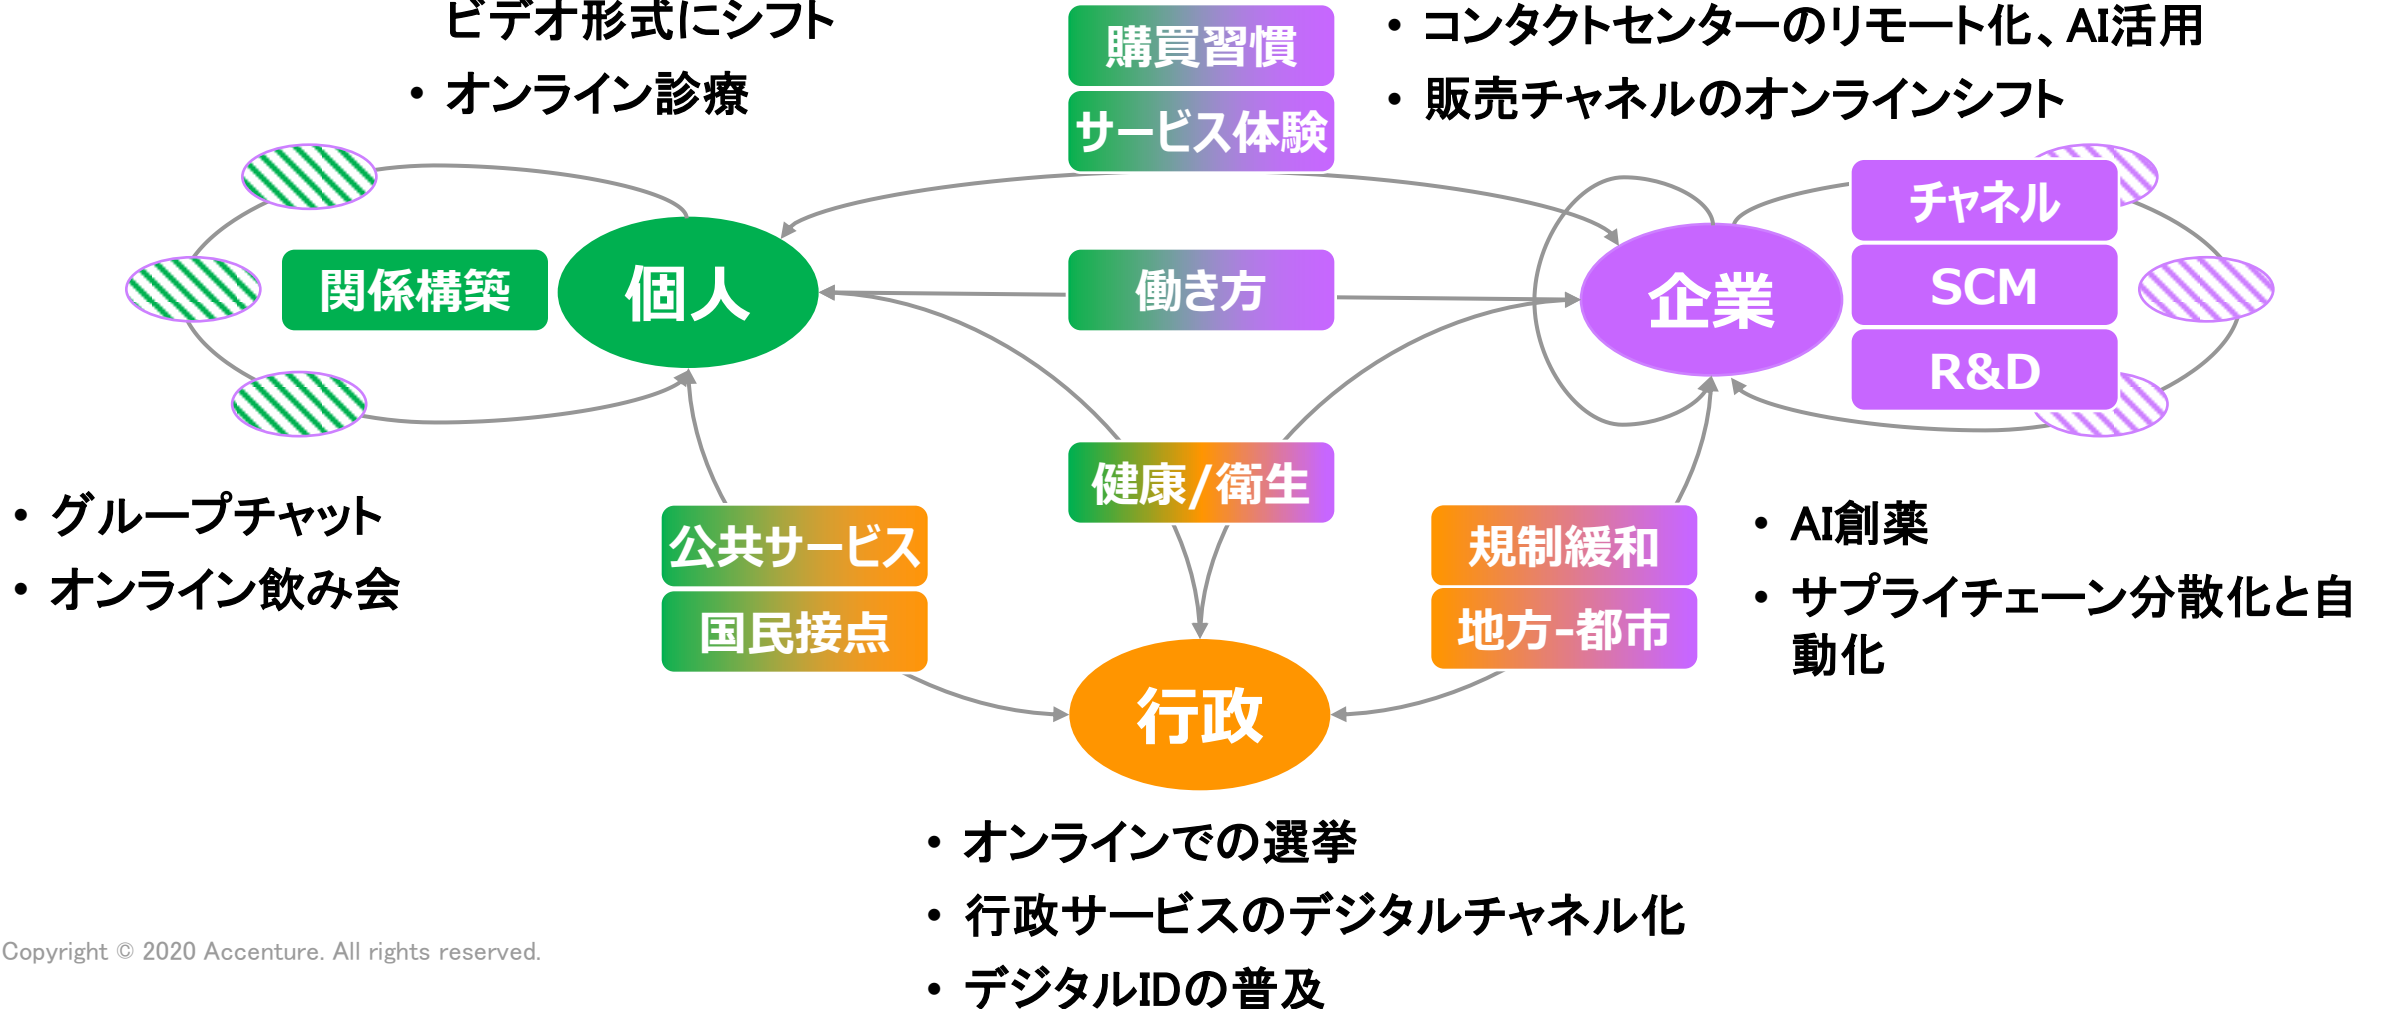 ビデオ形式にシフト
• オンライン診療
購買習慣
サービス体験
• コンタクトセンターのリモート化、AI活用
• 販売チャネルのオンラインシフト
関係構築
個人
働き方
企業
チャネル
SCM
R&D
健康/衛生
• グループチャット
• オンライン飲み会
公共サービス
国民接点
規制緩和
地方-都市
• AI創薬
• サプライチェーン分散化と自
動化
行政
• オンラインでの選挙
• 行政サービスのデジタルチャネル化
• デジタルIDの普及
Copyright © 2020 Accenture. All rights reserved.